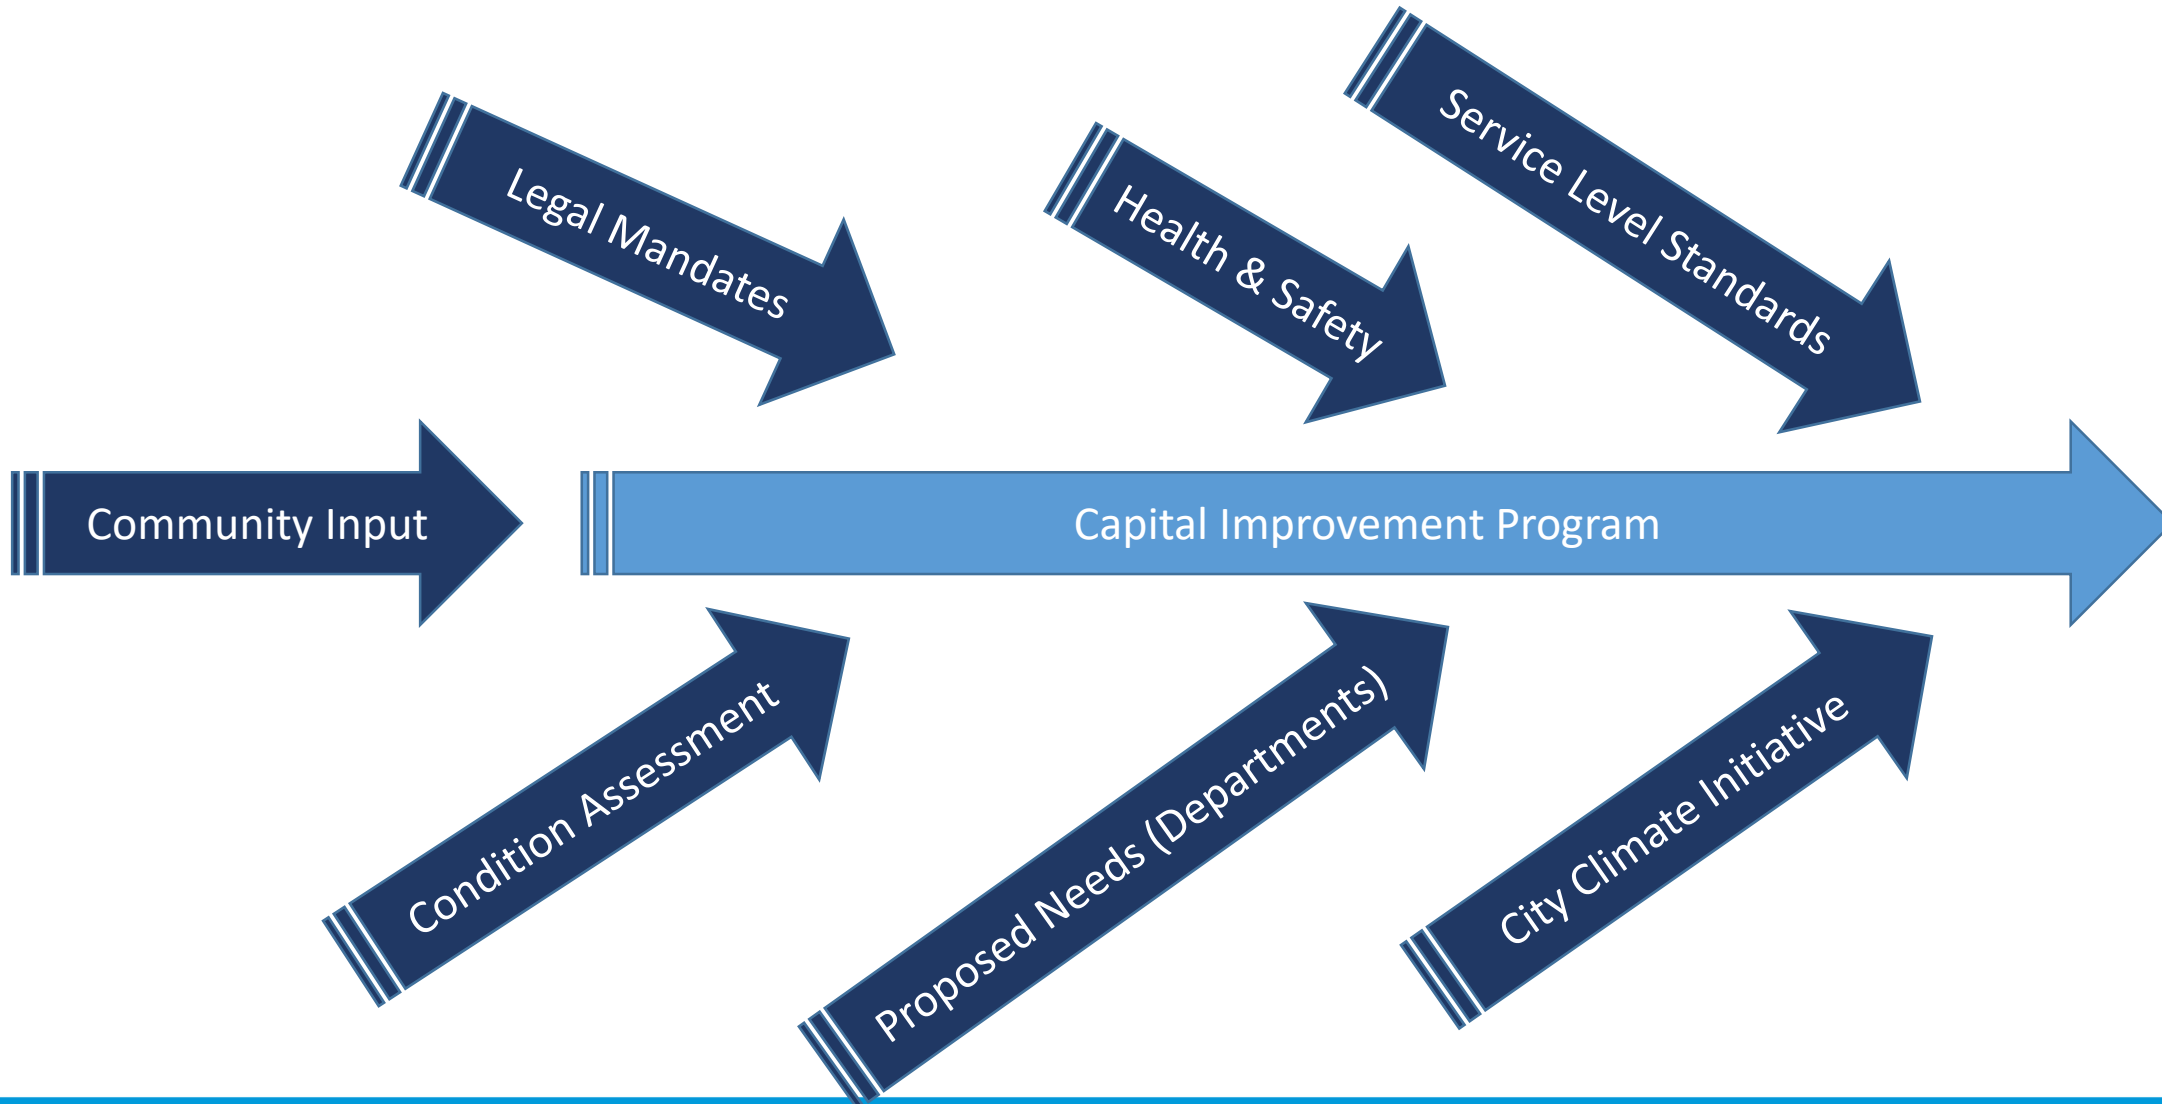 Service Level Standards
Legal Mandates
Health & Safety
Community Input
Capital Improvement Program
Condition Assessment
Proposed Needs (Departments)
City Climate Initiative